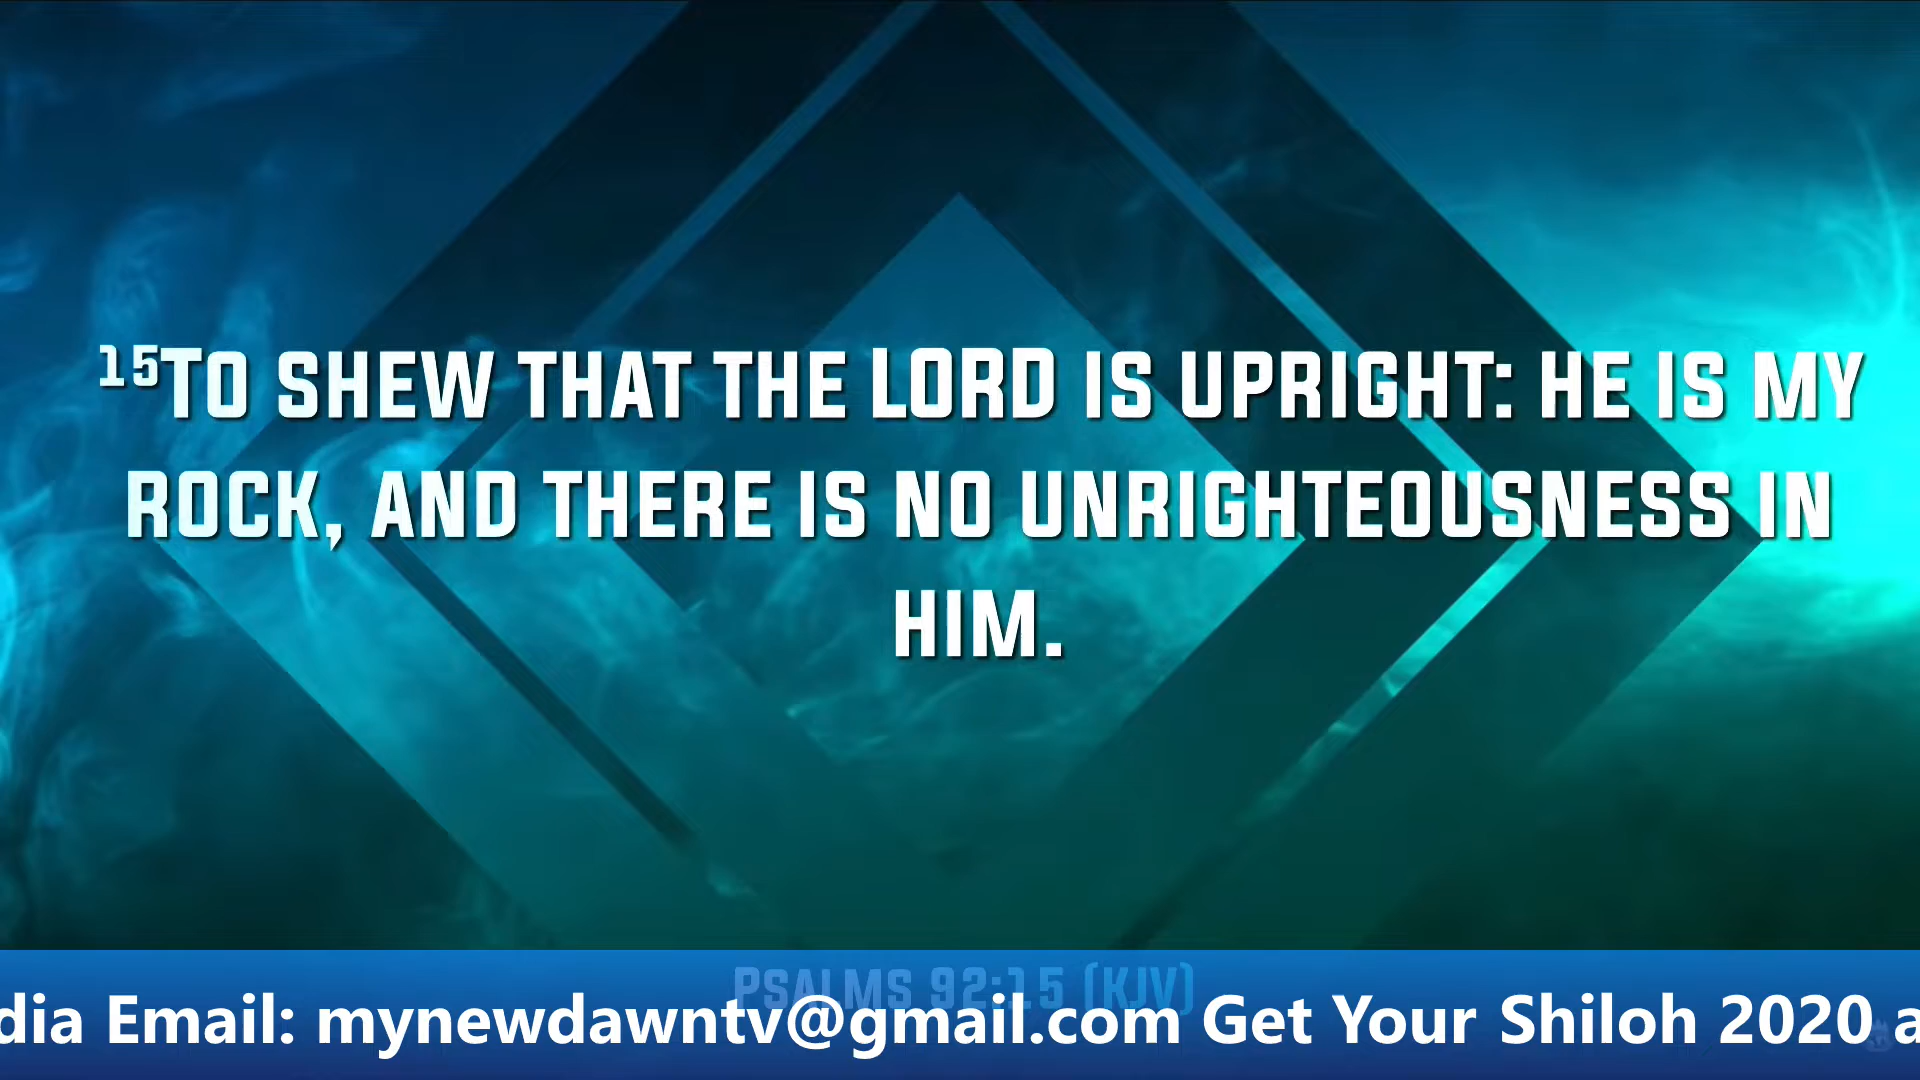 ¹⁵To shew that the LORD is upright: he is my
rock, and there is no unrighteousness in
him.
Psalms 92:15 (KJV)
dia Email: mynewdawntv@gmail.com Get Your Shiloh 2020 a